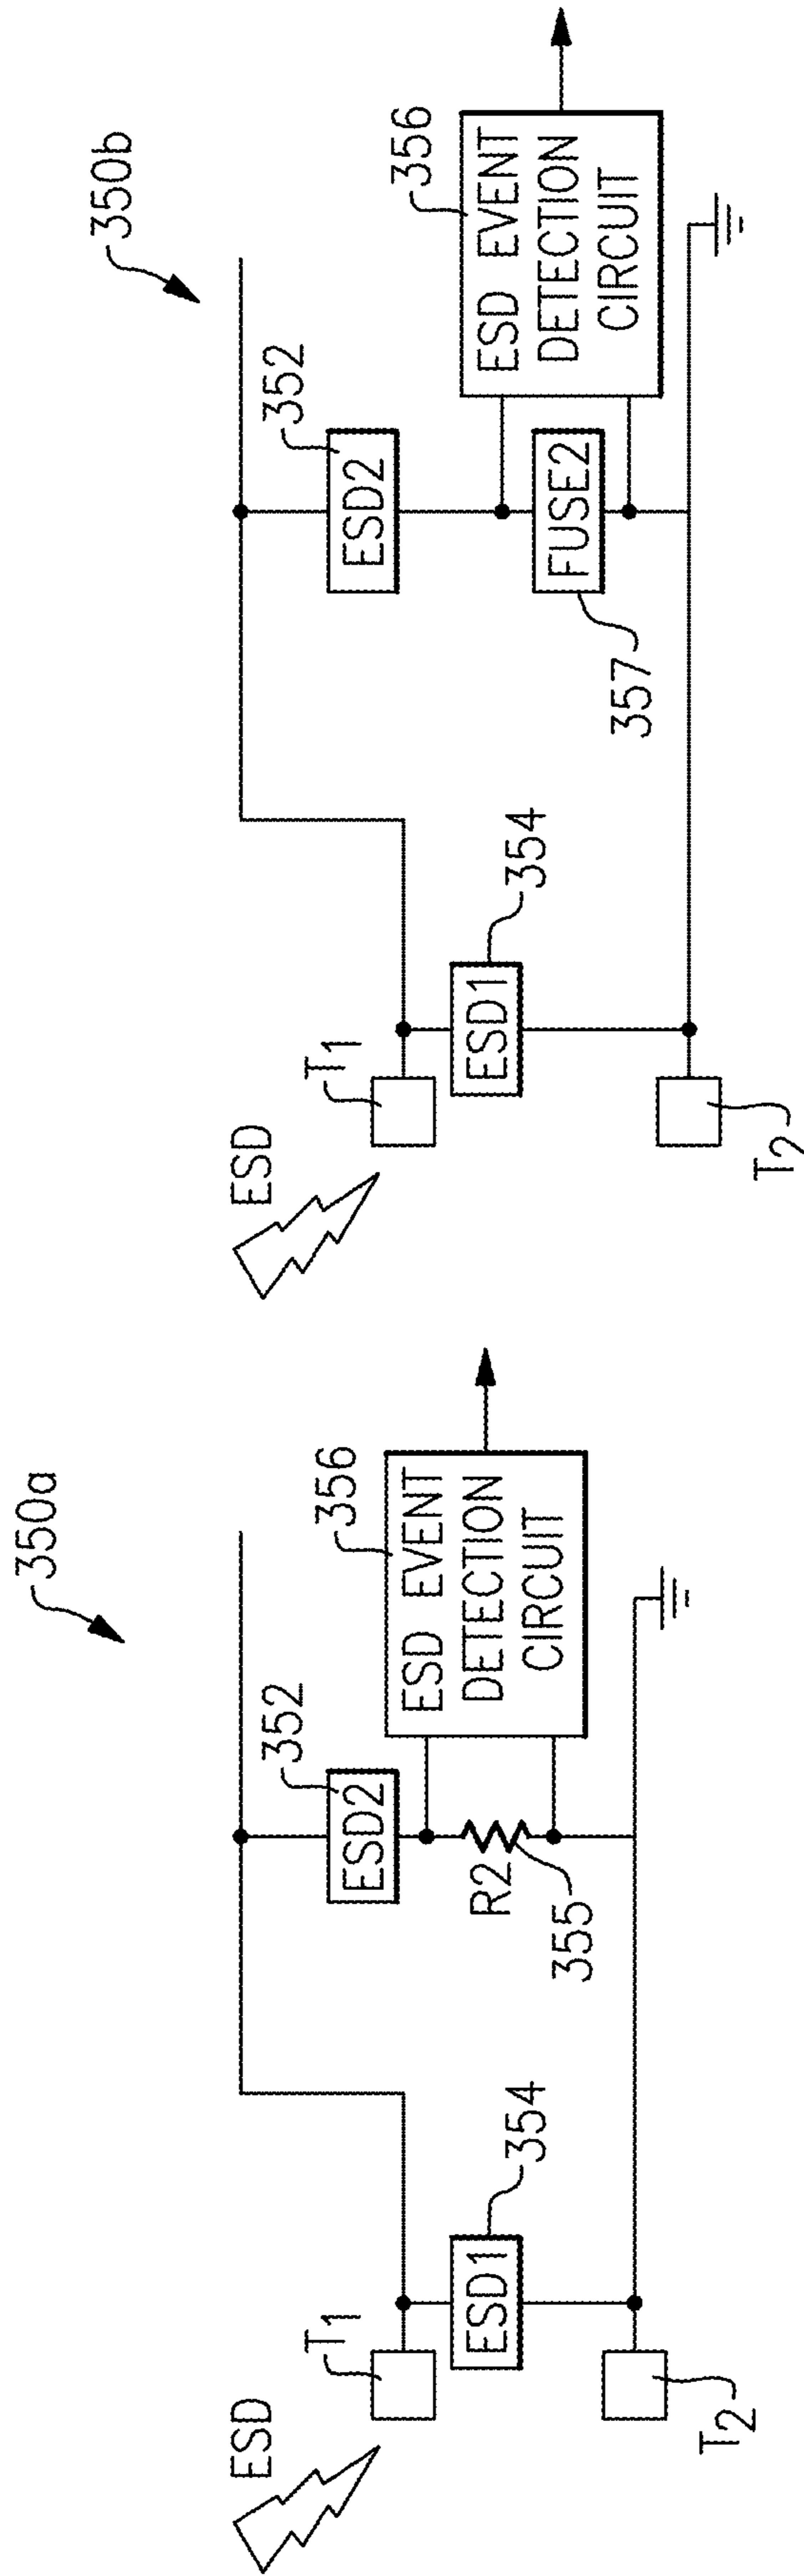 350a
ESD
T1
ESD1
354
T2
ESD2
352
R2
355
ESD EVENT
DETECTION
CIRCUIT
356
350b
ESD
T1
ESD1
354
T2
ESD2
352
FUSE2
357
ESD EVENT
DETECTION
CIRCUIT
356